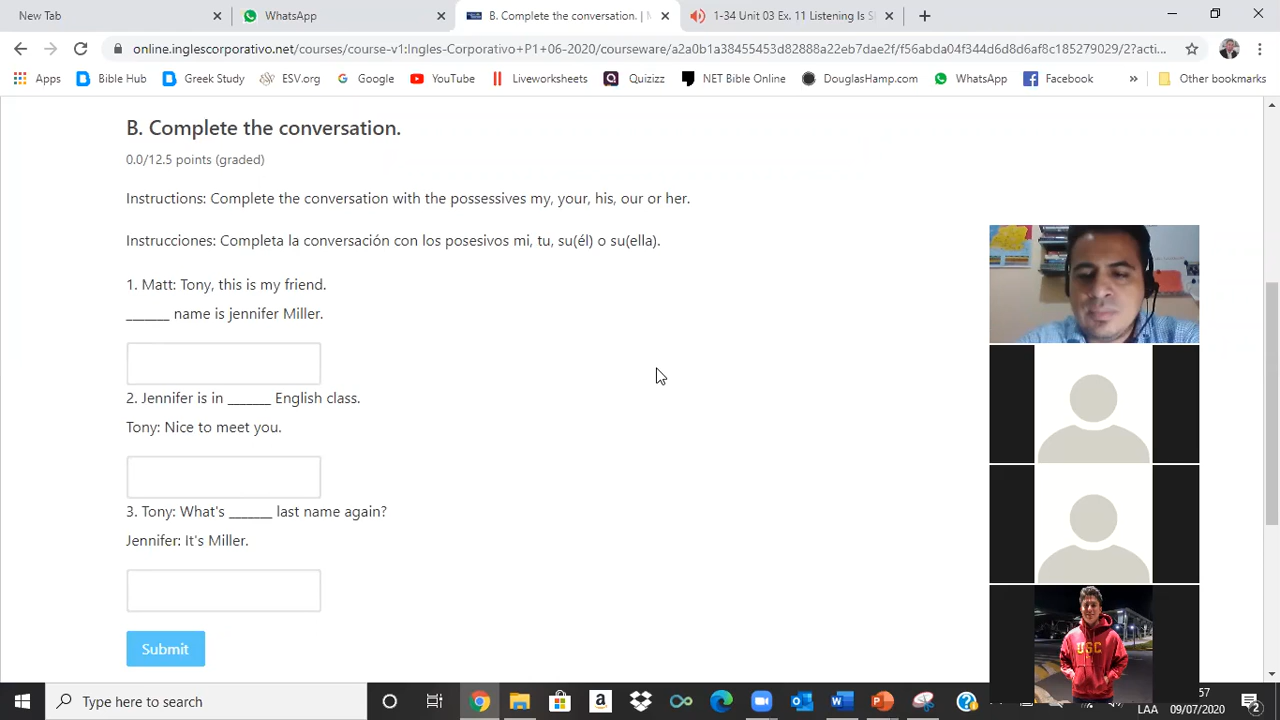 New Tab
WhatsApp
B. Complete the conversation. |
1-34 Unit 03 Ex. 11 Listening Is
online.inglescorporativo.net/courses/course-v1:Ingles-Corporativo+P1+06-2020/courseware/a2a0b1a38455453d82888a22eb7dae2f/f56abda04f344d6d8d6af8c185279029/2?acti...
Apps
Bible Hub
Greek Study
ESV.org
Google
YouTube
Liveworksheets
Quizizz
NET Bible Online
DouglasHamp.com
WhatsApp
Facebook
»
Other bookmarks
B. Complete the conversation.
0.0/12.5 points (graded)
Instructions: Complete the conversation with the possessives my, your, his, our or her.
Instrucciones: Completa la conversación con los posesivos mi, tu, su(él) o su(ella).
1. Matt: Tony, this is my friend.
______ name is jennifer Miller.
2. Jennifer is in ______ English class.
Tony: Nice to meet you.
3. Tony: What's ______ last name again?
Jennifer: It's Miller.
Submit
USC
Type here to search
57
LAA
09/07/2020
2